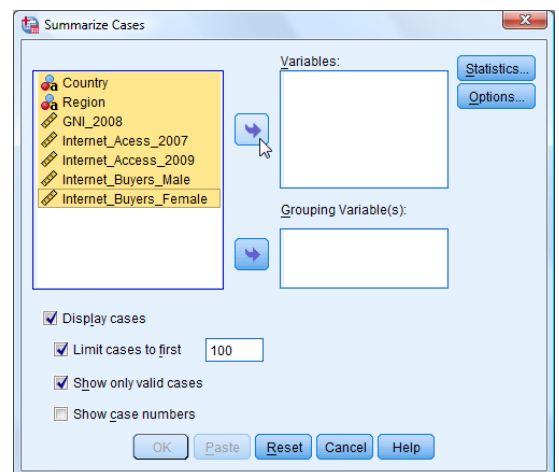 Summarize Cases
Variables:
Statistics...
Options...
Country
Region
GNI_2008
Internet_Acess_2007
Internet_Access_2009
Internet_Buyers_Male
Internet_Buyers_Female
Grouping Variable(s):
Display cases
Limit cases to first 100
Show only valid cases
Show case numbers
OK Paste Reset Cancel Help